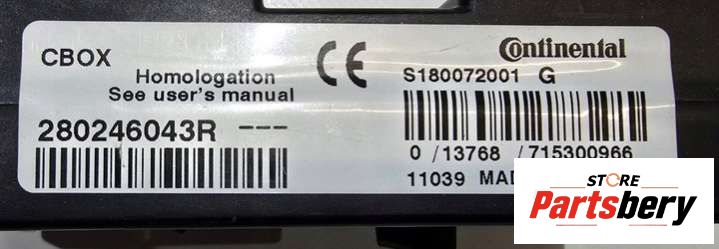 CBOX
Homologation
See user's manual
280246043R ---
CE
Continental
S180072001 G
0 /13768 /715300966
11039 MAD
STORE
Partsbery